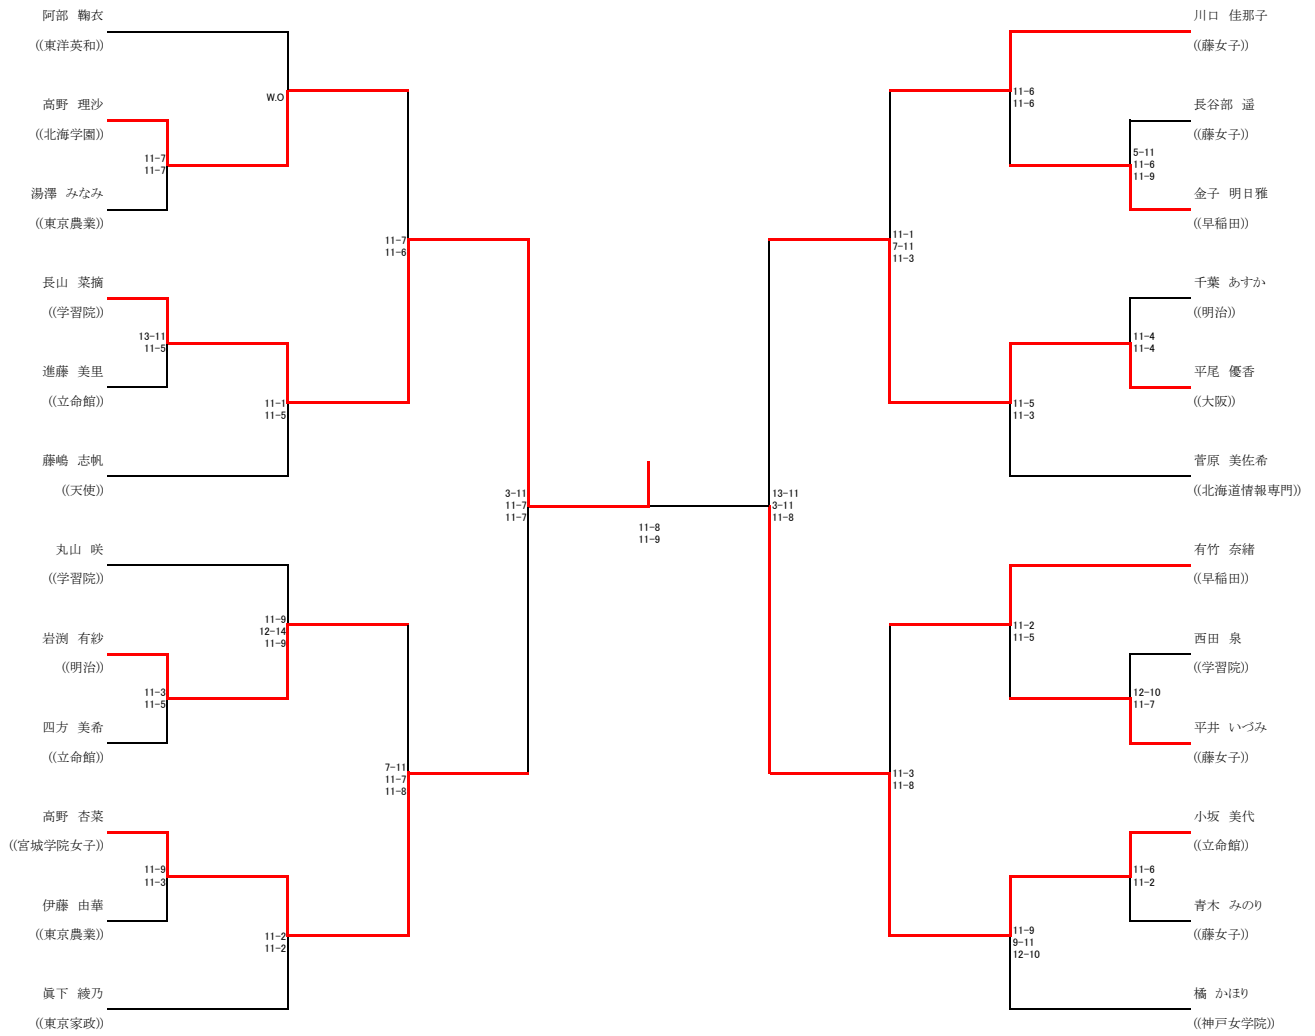 阿部 鞠衣
((東洋英和))
高野 理沙
((北海学園))
湯澤 みなみ
((東京農業))
長山 菜摘
((学習院))
進藤 美里
((立命館))
藤嶋 志帆
((天使))
丸山 咲
((学習院))
岩渕 有紗
((明治))
四方 美希
((立命館))
高野 杏菜
((宮城学院女子))
伊藤 由華
((東京農業))
眞下 綾乃
((東京家政))
W.O
11-7
11-7
13-11
11-5
11-1
11-5
11-7
11-6
11-3
11-5
11-9
12-14
11-9
11-9
11-3
11-2
11-2
7-11
11-7
11-8
3-11
11-7
11-7
11-8
11-9
13-11
3-11
11-8
11-1
7-11
11-3
11-6
11-6
5-11
11-6
11-9
11-4
11-4
11-5
11-3
11-3
11-8
11-2
11-5
12-10
11-7
11-6
11-2
11-9
9-11
12-10
川口 佳那子
((藤女子))
長谷部 遥
((藤女子))
金子 明日雅
((早稲田))
千葉 あすか
((明治))
平尾 優香
((大阪))
菅原 美佐希
((北海道情報専門))
有竹 奈緒
((早稲田))
西田 泉
((学習院))
平井 いづみ
((藤女子))
小坂 美代
((立命館))
青木 みのり
((藤女子))
橘 かほり
((神戸女学院))